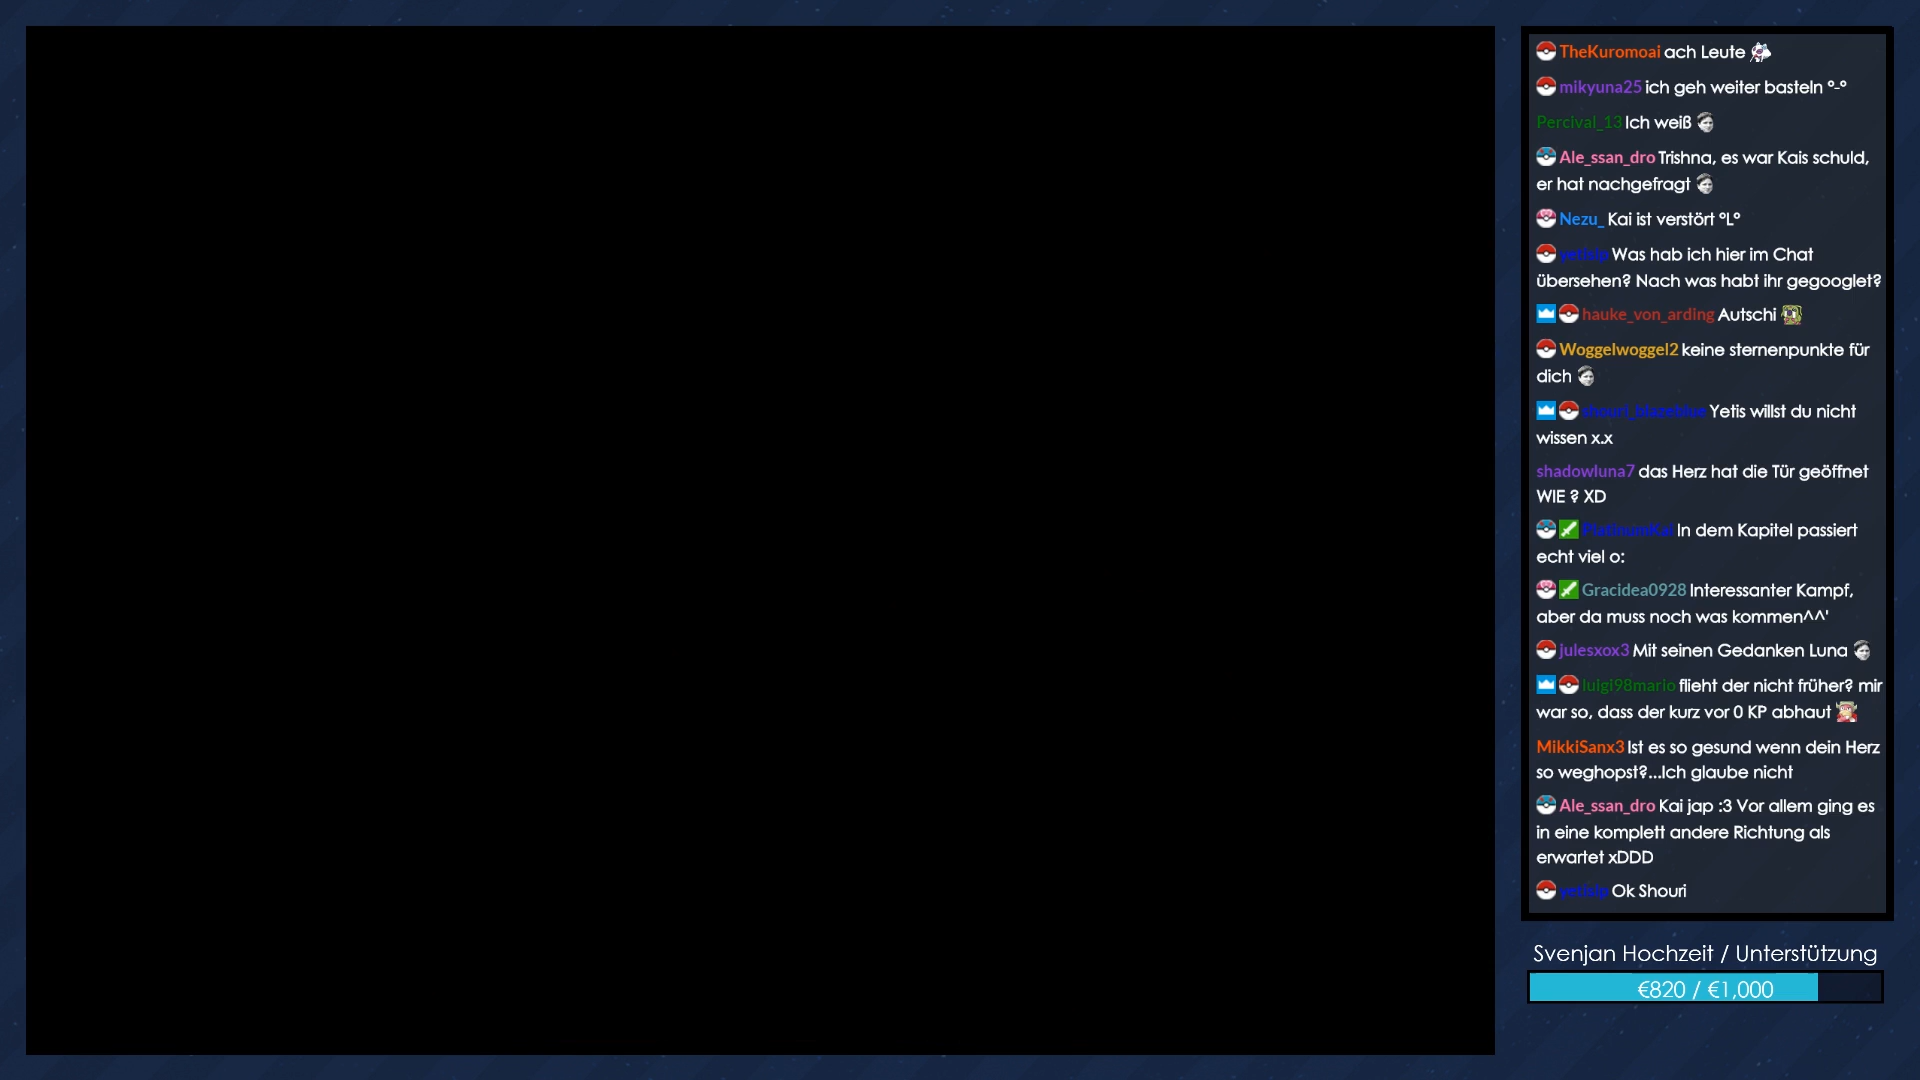 TheKuromoai ach Leute
mikyuna25 ich geh weiter basteln °-°
Percival_13 Ich weiß
Ale_ssan_dro Trishna, es war Kais schuld,
er hat nachgefragt
Nezu_ Kai ist verstört °L°
yetisip Was hab ich hier im Chat
übersehen? Nach was habt ihr gegooglet?
hauke_von_arding Autschi
Woggelwoggel2 keine sternenpunkte für
dich
shouri_blazeblue Yetis willst du nicht
wissen x.x
shadowluna7 das Herz hat die Tür geöffnet
WIE ? XD
PlatinumKai In dem Kapitel passiert
echt viel o:
Gracidea0928 Interessanter Kampf,
aber da muss noch was kommen^^'
julesxox3 Mit seinen Gedanken Luna
luigi98mario flieht der nicht früher? mir
war so, dass der kurz vor 0 KP abhaut
MikkiSanx3 Ist es so gesund wenn dein Herz
so weghopst?...Ich glaube nicht
Ale_ssan_dro Kai jap :3 Vor allem ging es
in eine komplett andere Richtung als
erwartet xDDD
yetisip Ok Shouri
Svenjan Hochzeit / Unterstützung
€820 / €1,000